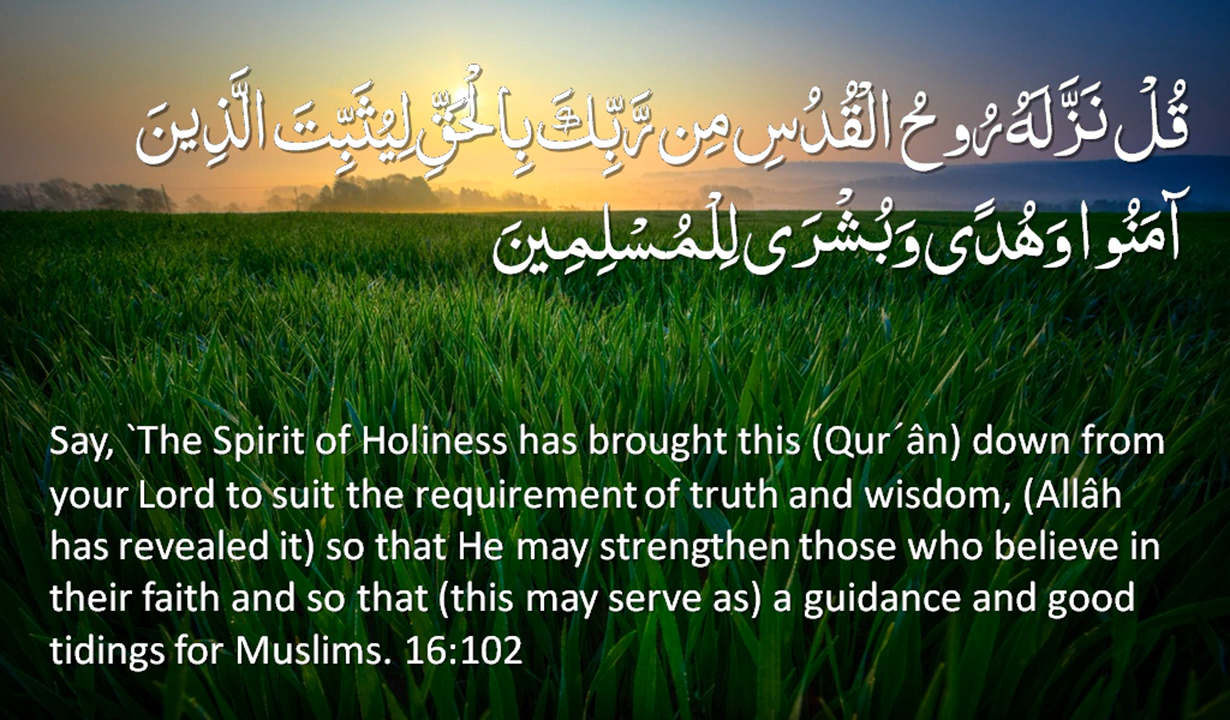 قُلْ نَزَّلَهُ رُوحُ الْقُدُسِ مِن رَّبِّكَ بِالْحَقِّ لِيُثَبِّتَ الَّذِينَ
آمَنُوا وَهُدًى وَبُشْرَى لِلْمُسْلِمِينَ
Say, `The Spirit of Holiness has brought this (Qur´ân) down from
your Lord to suit the requirement of truth and wisdom, (Allâh
has revealed it) so that He may strengthen those who believe in
their faith and so that (this may serve as) a guidance and good
tidings for Muslims. 16:102